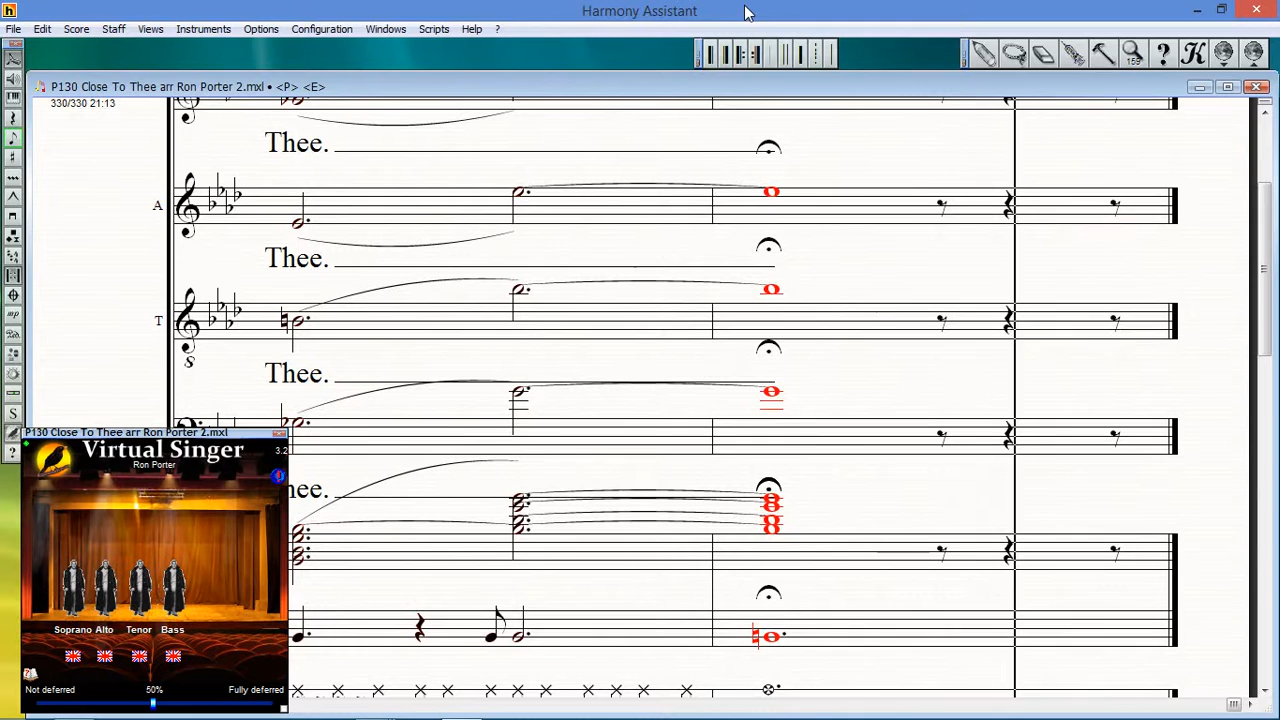 Harmony Assistant
File Edit Score Staff Views Instruments Options Configuration Windows Scripts Help ?
P130 Close To Thee arr Ron Porter 2.mxl • <P> <E>
330/330 21:13
Thee.
A
Thee.
T
Thee.
P130 Close To Thee arr Ron Porter 2.mxl
Virtual Singer
3.2
Ron Porter
hee.
Soprano Alto Tenor Bass
Not deferred 50% Fully deferred